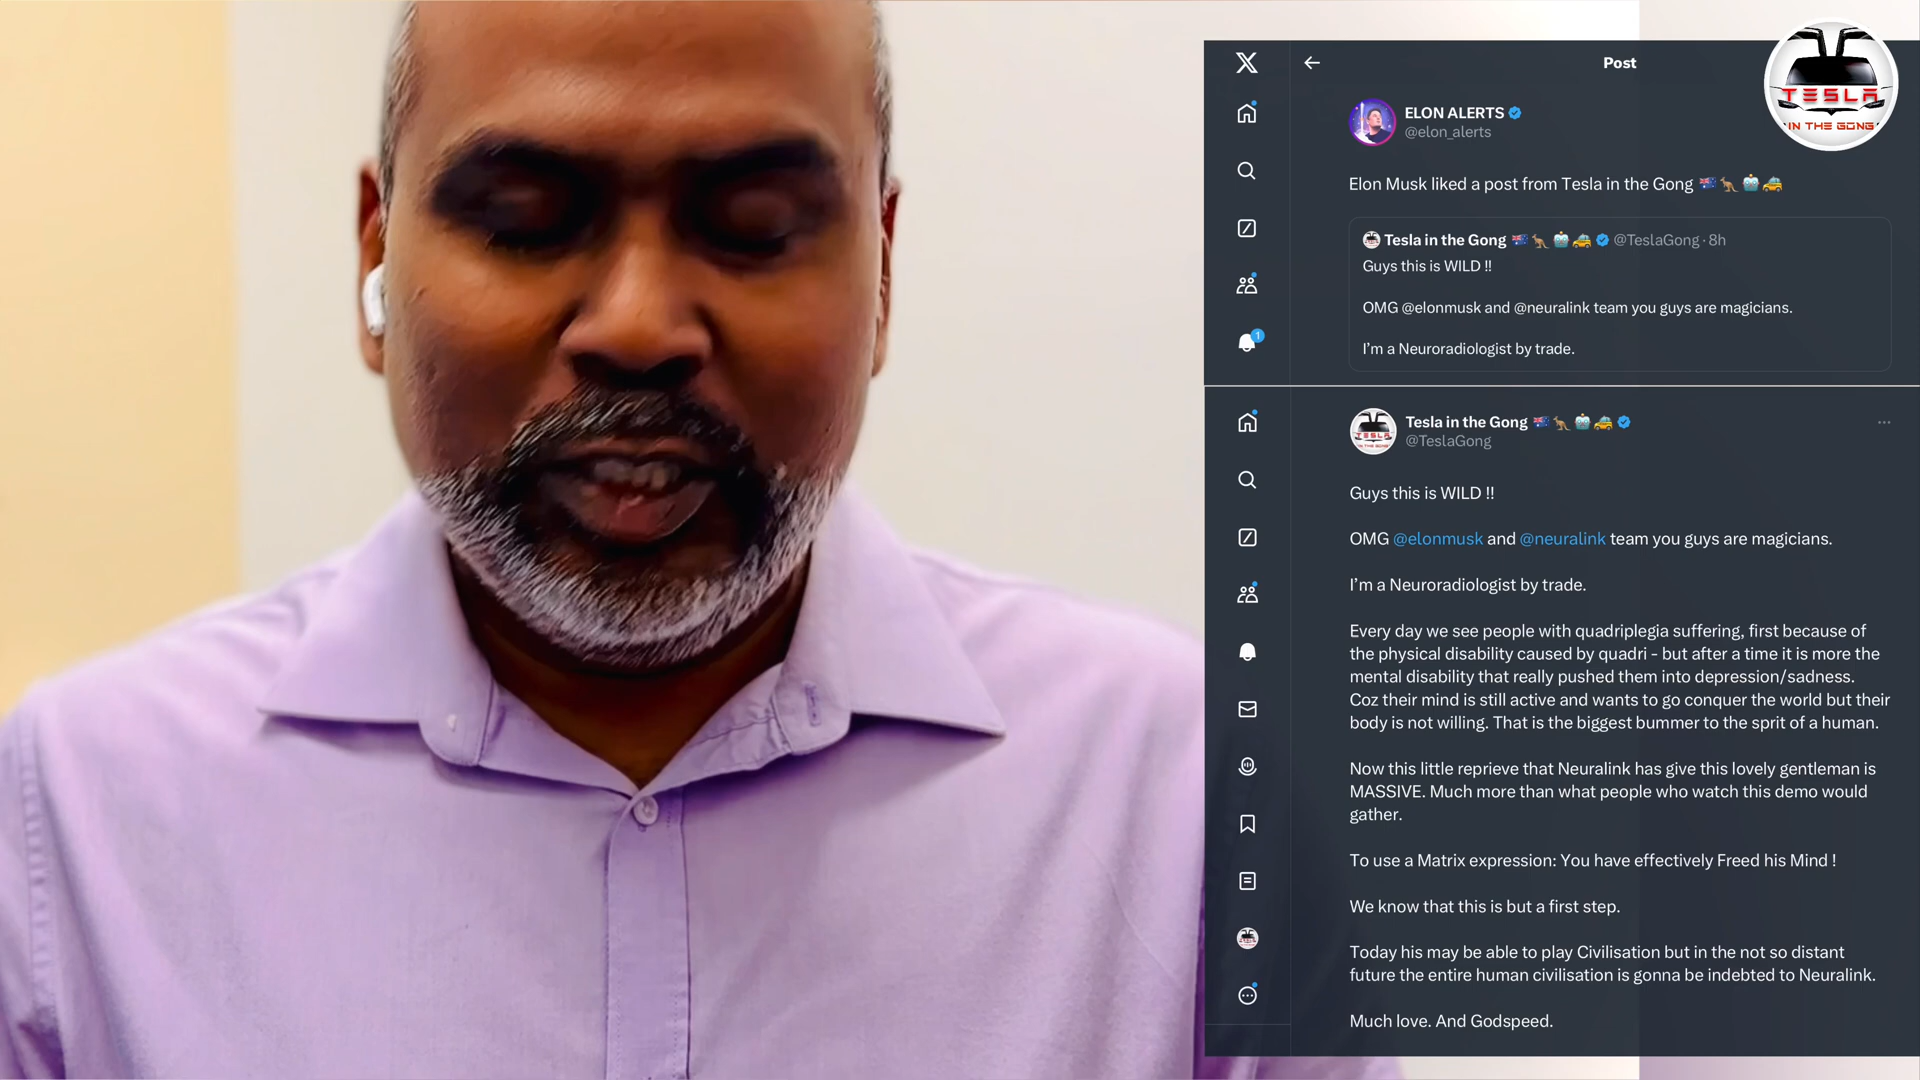 Post
TESLA
IN THE GONG
ELON ALERTS
@elon_alerts
Elon Musk liked a post from Tesla in the Gong 🇦🇺🦘🤖🚕
Tesla in the Gong 🇦🇺🦘🤖🚕 @TeslaGong · 8h
Guys this is WILD !!
OMG @elonmusk and @neuralink team you guys are magicians.
I'm a Neuroradiologist by trade.
1
Tesla in the Gong 🇦🇺🦘🤖🚕
@TeslaGong
Guys this is WILD !!
OMG @elonmusk and @neuralink team you guys are magicians.
I'm a Neuroradiologist by trade.
Every day we see people with quadriplegia suffering, first because of
the physical disability caused by quadri - but after a time it is more the
mental disability that really pushed them into depression/sadness.
Coz their mind is still active and wants to go conquer the world but their
body is not willing. That is the biggest bummer to the sprit of a human.
Now this little reprieve that Neuralink has give this lovely gentleman is
MASSIVE. Much more than what people who watch this demo would
gather.
To use a Matrix expression: You have effectively Freed his Mind !
We know that this is but a first step.
Today his may be able to play Civilisation but in the not so distant
future the entire human civilisation is gonna be indebted to Neuralink.
Much love. And Godspeed.